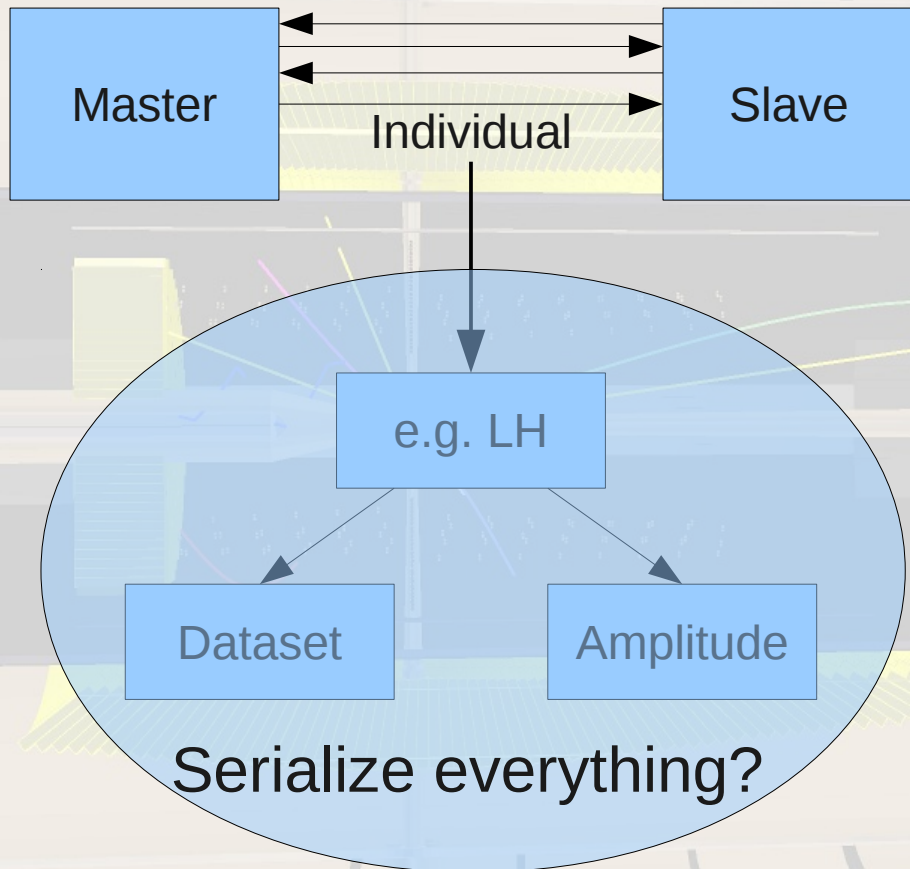 Master
Slave
Individual
e.g. LH
Dataset
Amplitude
Serialize everything?